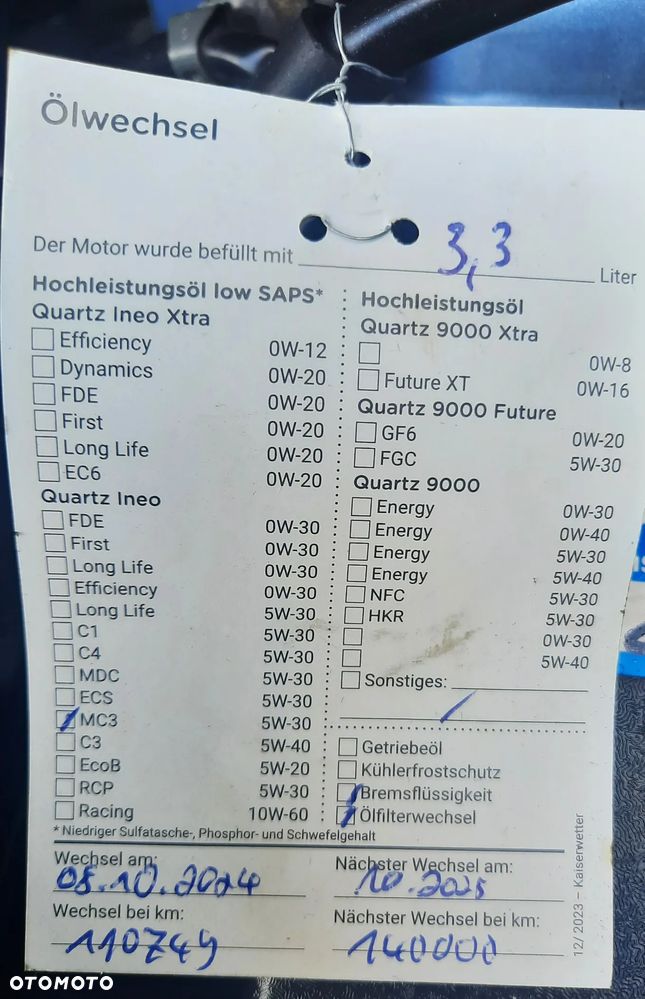 Ölwechsel
Der Motor wurde befüllt mit 3,3 Liter
Hochleistungsöl low SAPS*
Quartz Ineo Xtra
Efficiency 0W-12
Dynamics 0W-20
FDE 0W-20
First 0W-20
Long Life 0W-20
EC6 0W-20
Quartz Ineo
FDE 0W-30
First 0W-30
Long Life 0W-30
Efficiency 0W-30
Long Life 5W-30
C1 5W-30
C4 5W-30
MDC 5W-30
ECS 5W-30
MC3 5W-30
C3 5W-40
EcoB 5W-20
RCP 5W-30
Racing 10W-60
* Niedriger Sulfatasche-, Phosphor- und Schwefelgehalt
Hochleistungsöl
Quartz 9000 Xtra
0W-8
Future XT 0W-16
Quartz 9000 Future
GF6 0W-20
FGC 5W-30
Quartz 9000
Energy 0W-30
Energy 0W-40
Energy 5W-30
Energy 5W-40
NFC 5W-30
HKR 5W-30
0W-30
5W-40
Sonstiges:
Getriebeöl
Kühlerfrostschutz
Bremsflüssigkeit
Ölfilterwechsel
Wechsel am: 08.10.2024
Nächster Wechsel am: 10.2025
Wechsel bei km: 110749
Nächster Wechsel bei km: 140000
12/ 2023 – Kaiserwetter
OTOMOTO